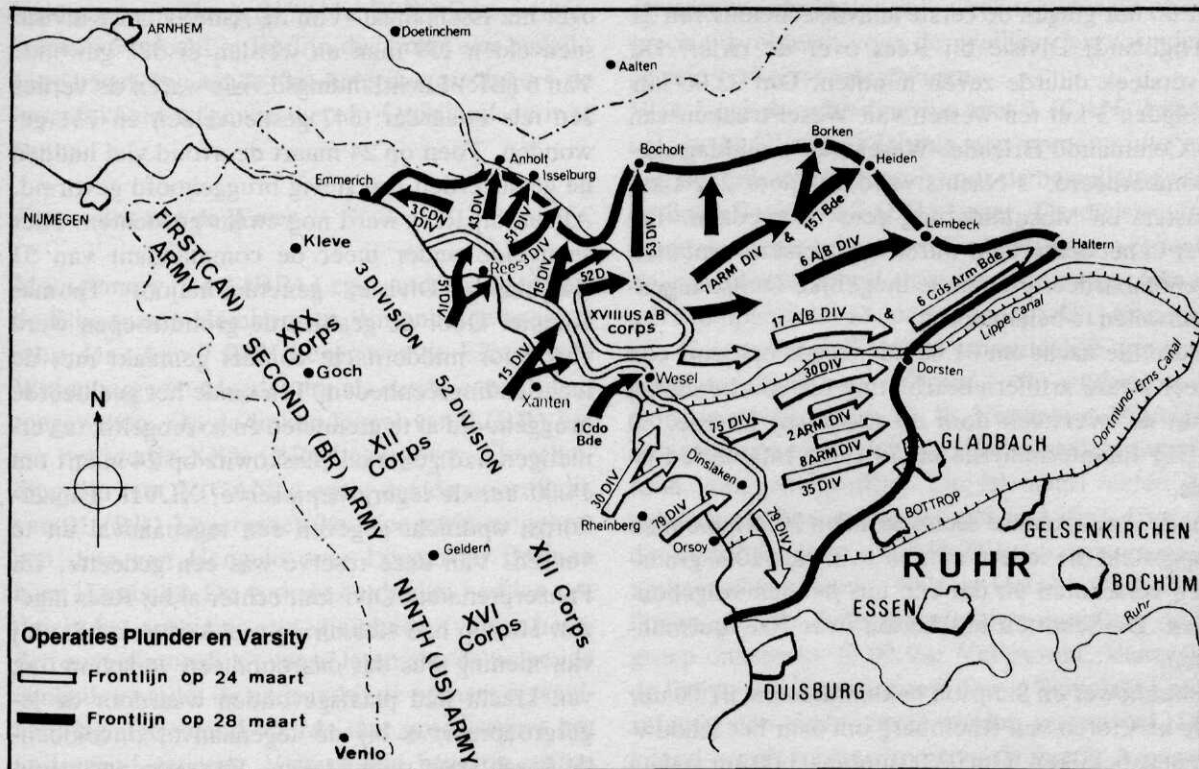 ARNHEM
Doetinchem
Aalten
NIJMEGEN
Emmerich
Anholt
Isselburg
Bocholt
Borken
Heiden
Lembeck
Haltern
Kleve
Goch
Geldern
Venlo
Rees
Xanten
Wesel
Dinslaken
Rheinberg
Orsoy
Dorsten
GLADBACH
BOTTROP
GELSENKIRCHEN
RUHR
BOCHUM
ESSEN
DUISBURG
Ruhr
Lippe Canal
Dortmund-Ems Canal
FIRST (CAN)
ARMY
SECOND (BR) ARMY
XXX
Corps
XII
Corps
3 DIVISION
52 DIVISION
NINTH (US) ARMY
XVI
Corps
XIII Corps
3 CDN
DIV
43 DIV
51 DIV
3 DIV
51 DIV
15 DIV
52 D.
53 DIV
XVIII US AB
corps
15 DIV
1 Cdo
Bde
7 ARM DIV & 157 Bde
6 A/B DIV
17 A/B DIV &
6 Gds Arm Bde
30 DIV
75 DIV
2 ARM DIV
8 ARM DIV
35 DIV
30 DIV
79 DIV
79 DIV
Operaties Plunder en Varsity
Frontlijn op 24 maart
Frontlijn op 28 maart